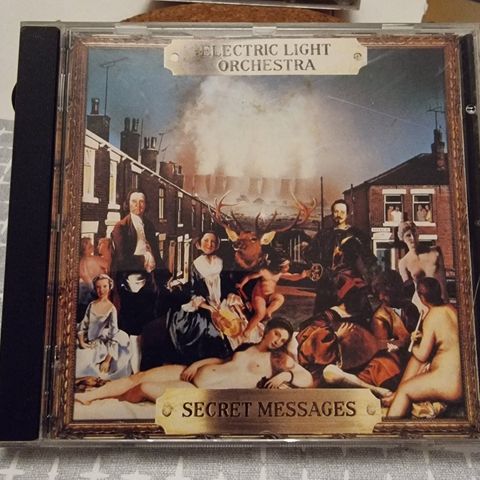 ELECTRIC LIGHT
ORCHESTRA
SECRET MESSAGES